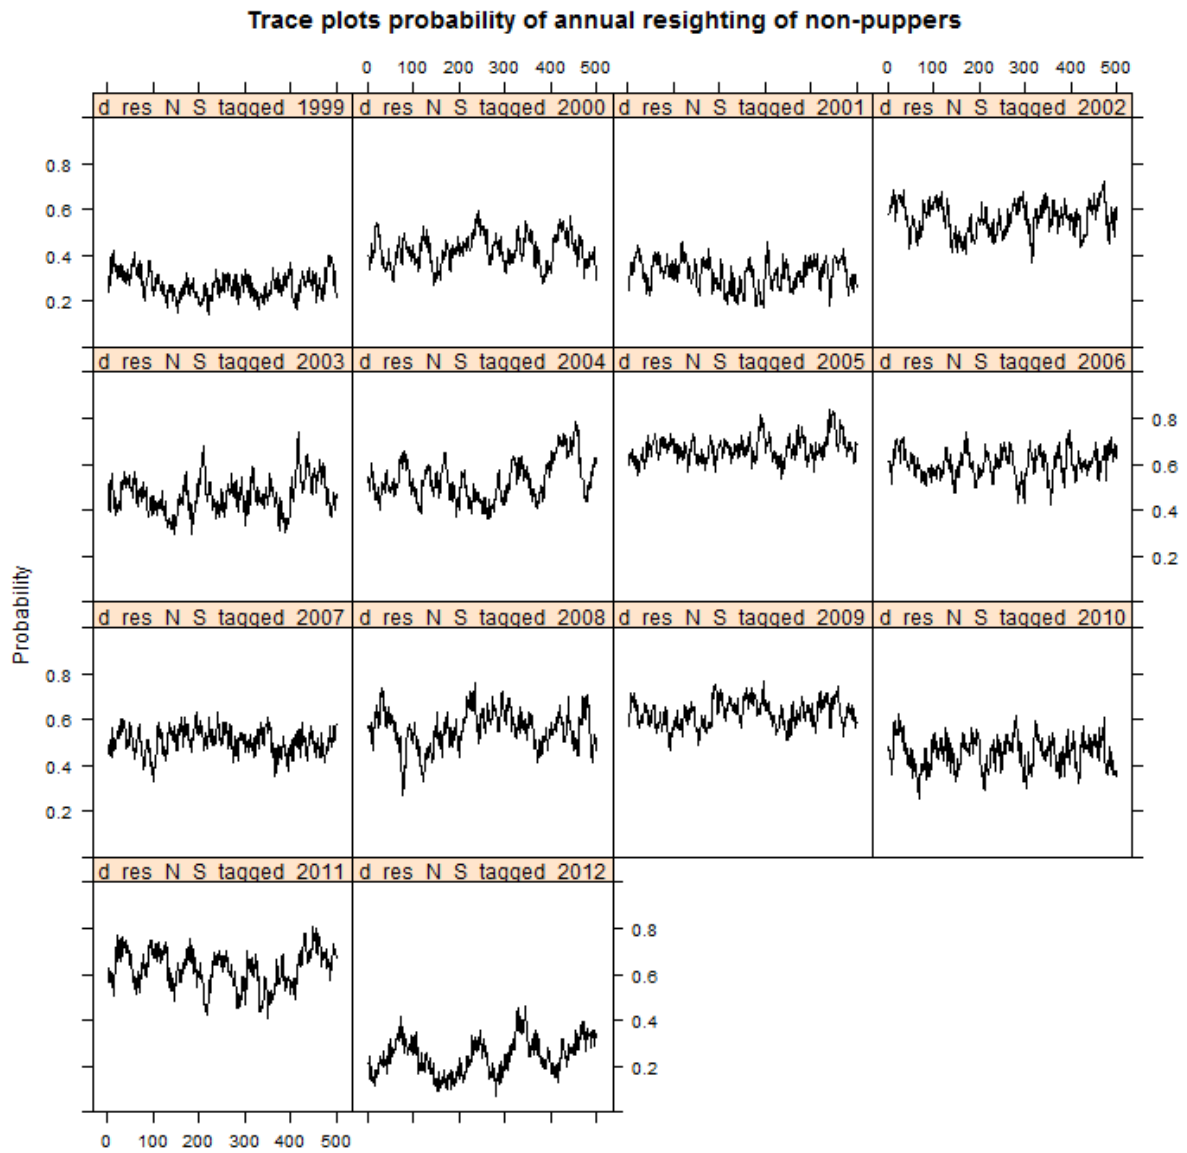 Trace plots probability of annual resighting of non-puppers
0 100 200 300 400 500 0 100 200 300 400 500
d res N S tagged 1999 d res N S tagged 2000 d res N S tagged 2001 d res N S tagged 2002
0.8
0.6
0.4
0.2
d res N S tagged 2003 d res N S tagged 2004 d res N S tagged 2005 d res N S tagged 2006
0.8
0.6
0.4
0.2
Probability
d res N S tagged 2007 d res N S tagged 2008 d res N S tagged 2009 d res N S tagged 2010
0.8
0.6
0.4
0.2
d res N S tagged 2011 d res N S tagged 2012
0.8
0.6
0.4
0.2
0 100 200 300 400 500